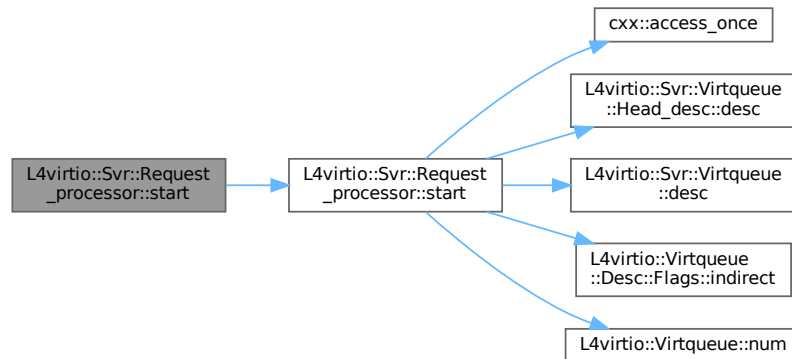 L4virtio::Svr::Request
_processor::start
L4virtio::Svr::Request
_processor::start
cxx::access_once
L4virtio::Svr::Virtqueue
::Head_desc::desc
L4virtio::Svr::Virtqueue
::desc
L4virtio::Virtqueue
::Desc::Flags::indirect
L4virtio::Virtqueue::num